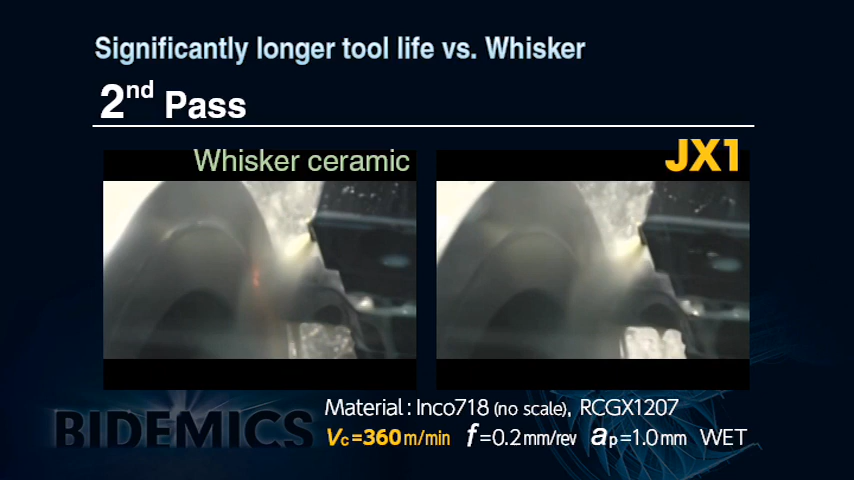 Significantly longer tool life vs. Whisker
2nd Pass
Whisker ceramic
JX1
BIDEMICS
Material : Inco718 (no scale), RCGX1207
Vc=360m/min f=0.2mm/rev ap=1.0mm WET